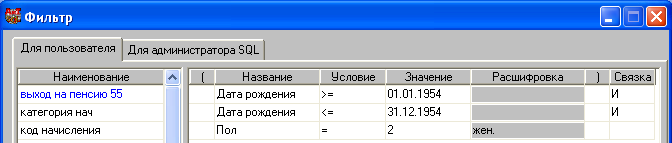 Фильтр
Для пользователя Для администратора SQL
Наименование ( Название Условие Значение Расшифровка ) Связка
выход на пенсию 55 Дата рождения >= 01.01.1954 И
категория нач Дата рождения <= 31.12.1954 И
код начисления Пол = 2 жен.